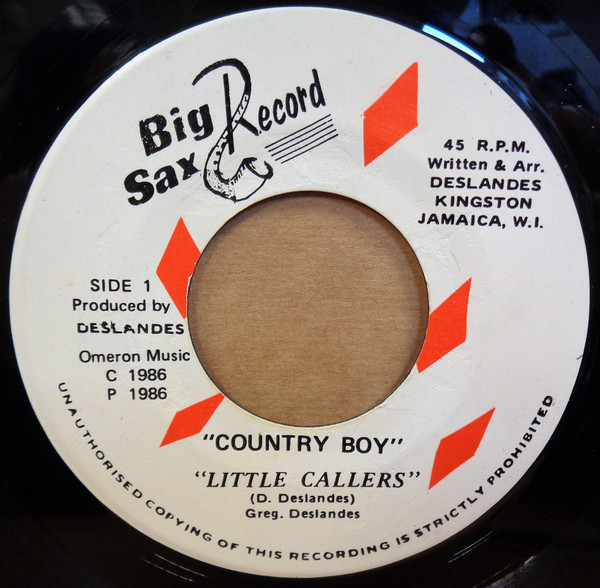 Big Record
Sax
45 R.P.M.
Written & Arr.
DESLANDES
KINGSTON
JAMAICA, W.I.
SIDE 1
Produced by
DESLANDES
Omeron Music
C 1986
P 1986
"COUNTRY BOY"
"LITTLE CALLERS"
(D. Deslandes)
Greg. Deslandes
UNAUTHORISED COPYING OF THIS RECORDING IS STRICTLY PROHIBITED